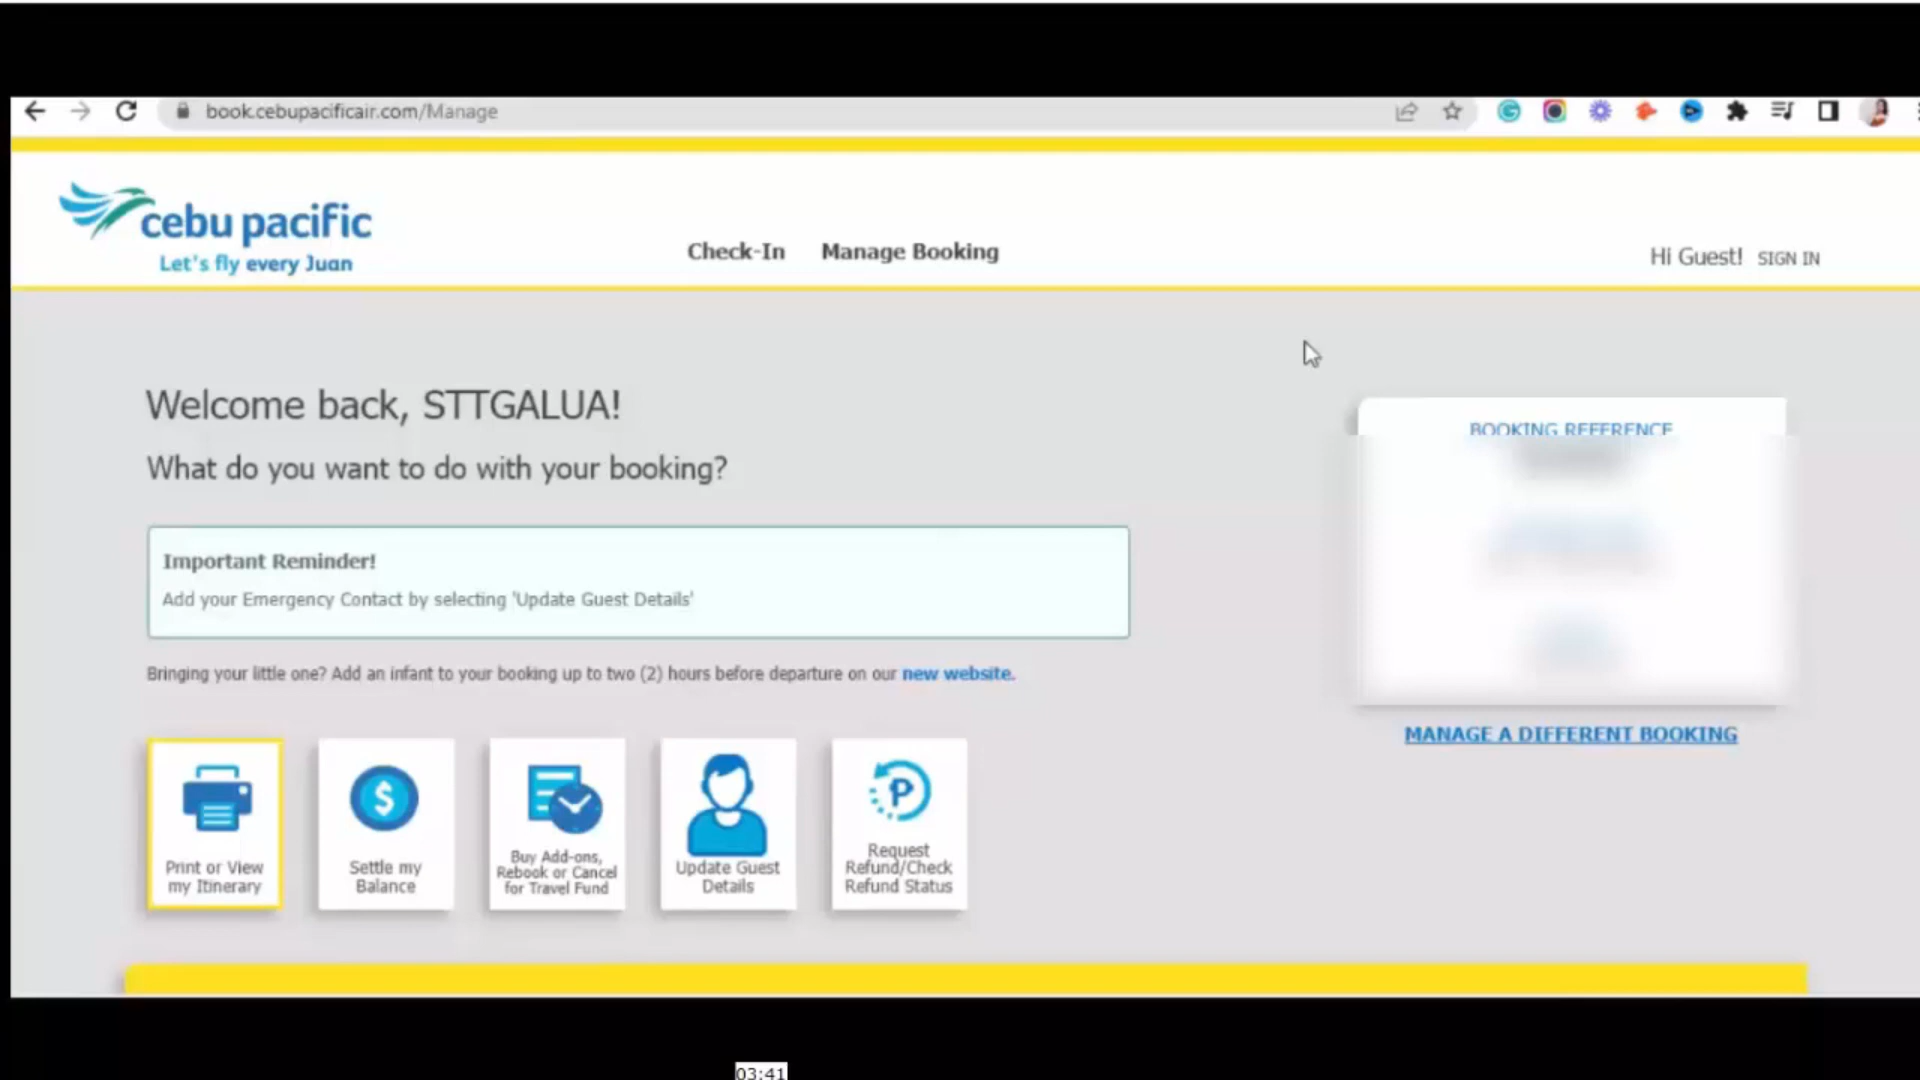 book.cebupacificair.com/Manage
cebu pacific
Let's fly every Juan
Check-In
Manage Booking
Hi Guest! SIGN IN
Welcome back, STTGALUA!
What do you want to do with your booking?
BOOKING REFERENCE
Important Reminder!
Add your Emergency Contact by selecting 'Update Guest Details'
Bringing your little one? Add an infant to your booking up to two (2) hours before departure on our new website.
MANAGE A DIFFERENT BOOKING
Print or View
my Itinerary
Settle my
Balance
Buy Add-ons,
Rebook or Cancel
for Travel Fund
Update Guest
Details
Request
Refund/Check
Refund Status
03:41